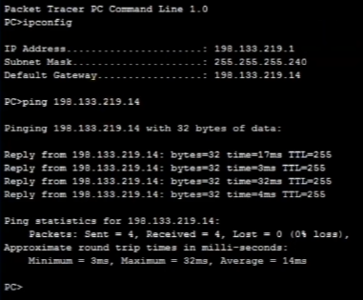 Packet Tracer PC Command Line 1.0
PC>ipconfig
IP Address......................: 198.133.219.1
Subnet Mask.....................: 255.255.255.240
Default Gateway.................: 198.133.219.14
PC>ping 198.133.219.14
Pinging 198.133.219.14 with 32 bytes of data:
Reply from 198.133.219.14: bytes=32 time=17ms TTL=255
Reply from 198.133.219.14: bytes=32 time=3ms TTL=255
Reply from 198.133.219.14: bytes=32 time=32ms TTL=255
Reply from 198.133.219.14: bytes=32 time=4ms TTL=255
Ping statistics for 198.133.219.14:
Packets: Sent = 4, Received = 4, Lost = 0 (0% loss),
Approximate round trip times in milli-seconds:
Minimum = 3ms, Maximum = 32ms, Average = 14ms
PC>